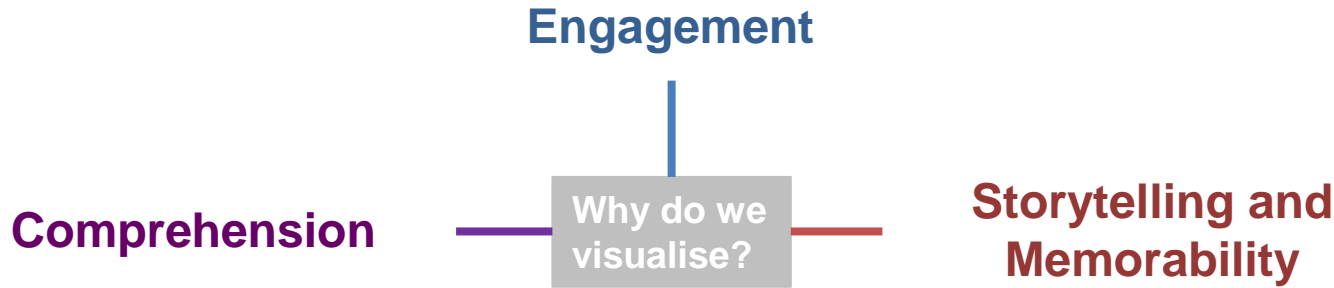 Engagement
Comprehension
Why do we
visualise?
Storytelling and
Memorability